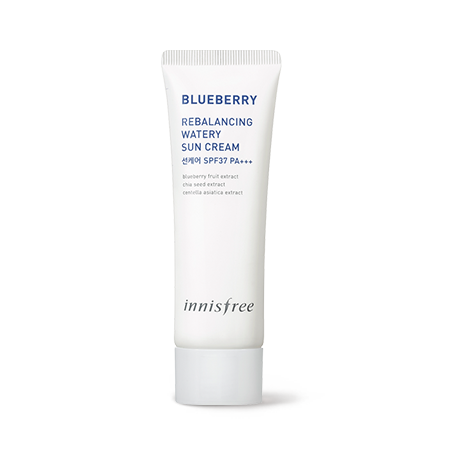 BLUEBERRY
REBALANCING
WATERY
SUN CREAM
선케어 SPF37 PA+++
blueberry fruit extract
chia seed extract
centella asiatica extract
innisfree